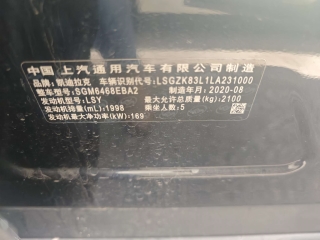 中国 上汽通用汽车有限公司制造
品牌:凯迪拉克 车辆识别代号:LSGZK83L1LA231000
整车型号:SGM6468EBA2 制造年月:2020-08
发动机型号:LSY 最大允许总质量(kg):2100
发动机排量(mL):1998 乘坐人数:5
发动机最大净功率(kW):169